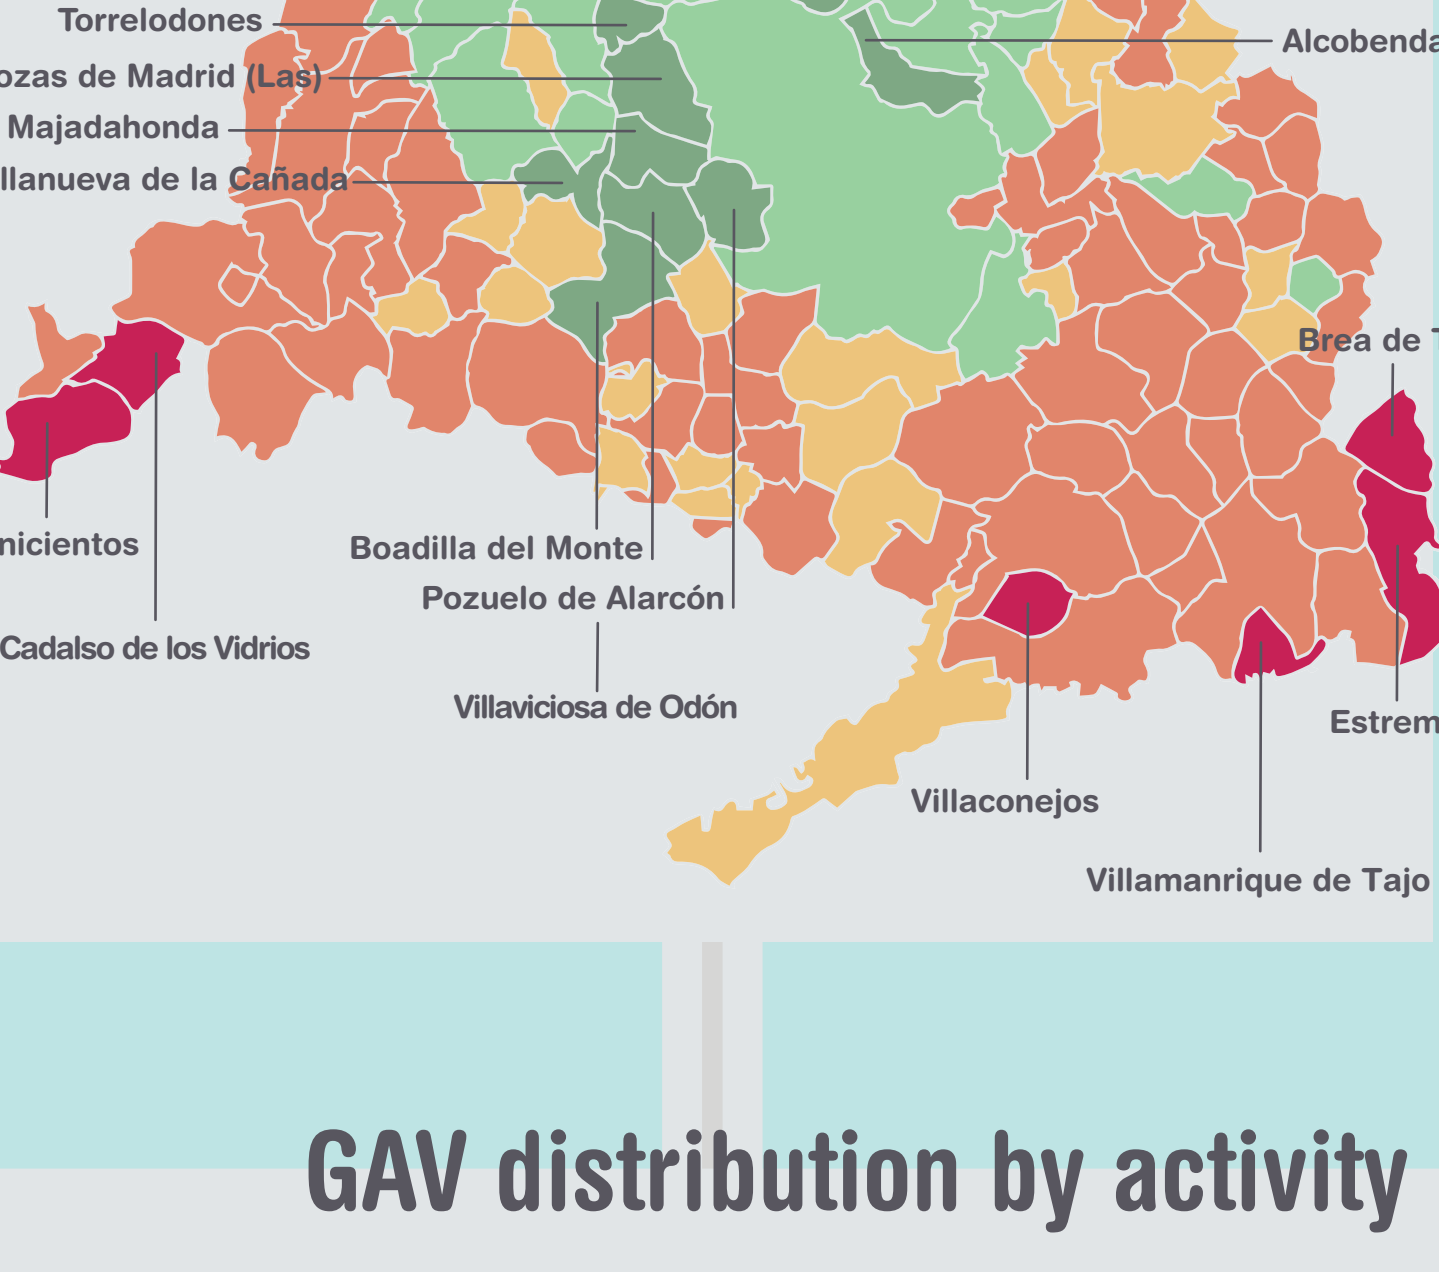 Torrelodones
Alcobenda
ozas de Madrid (Las)
Majadahonda
llanueva de la Cañada
Brea de
nicientos
Boadilla del Monte
Pozuelo de Alarcón
Cadalso de los Vidrios
Villaviciosa de Odón
Estrem
Villaconejos
Villamanrique de Tajo
GAV distribution by activity